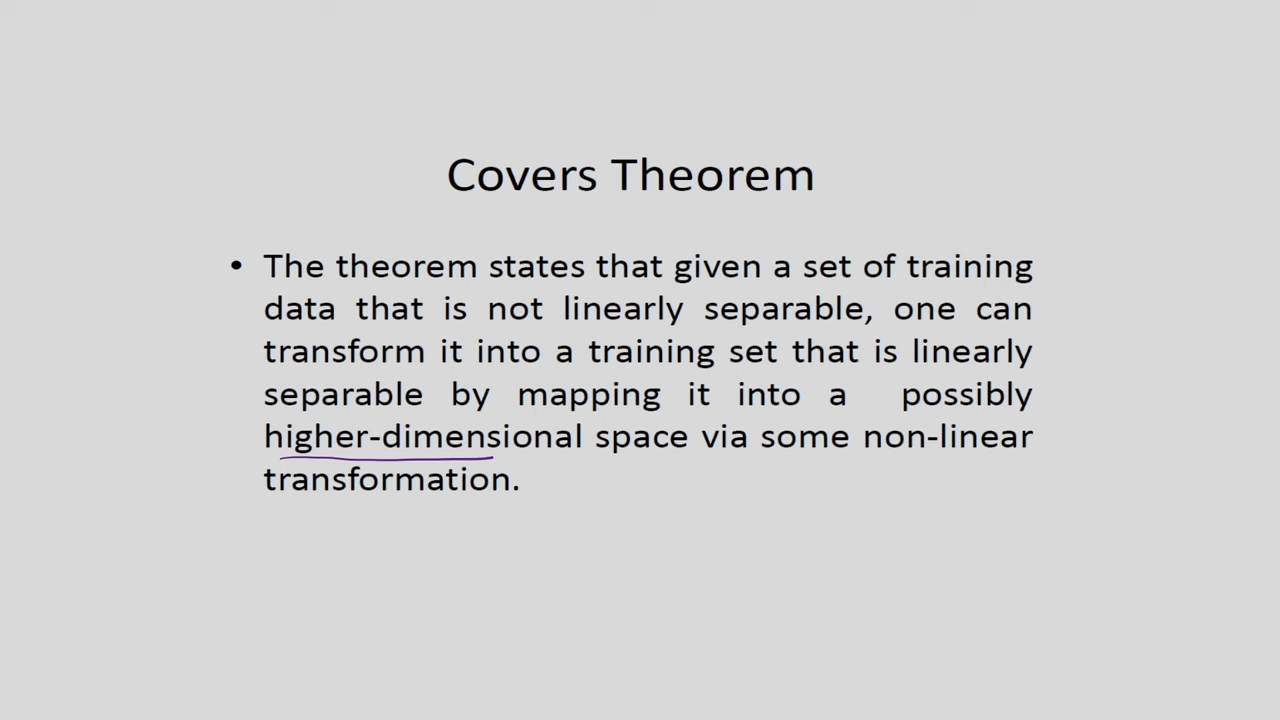 Covers Theorem
• The theorem states that given a set of training
data that is not linearly separable, one can
transform it into a training set that is linearly
separable by mapping it into a possibly
higher-dimensional space via some non-linear
transformation.